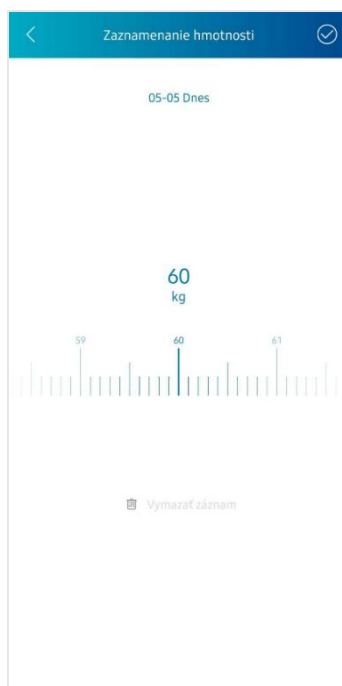 Zaznamenanie hmotnosti
05-05 Dnes
60
kg
59 60 61
Vymazať záznam